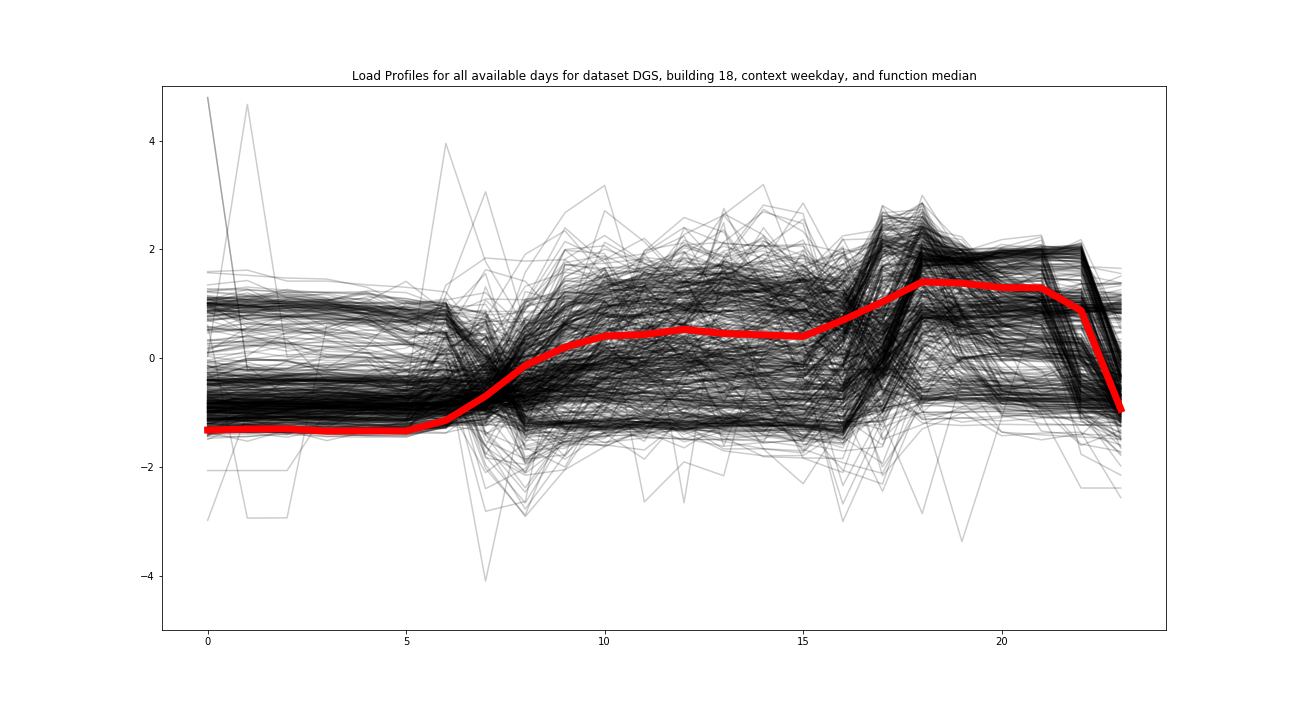 Load Profiles for all available days for dataset DGS, building 18, context weekday, and function median
4
2
0
−2
−4
0 5 10 15 20